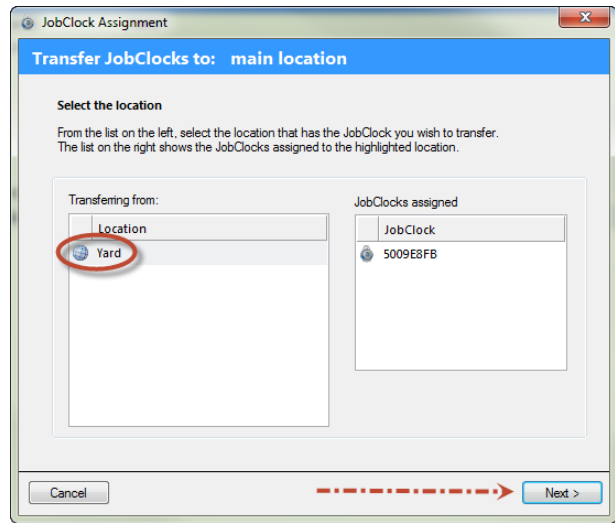 JobClock Assignment
Transfer JobClocks to: main location
Select the location
From the list on the left, select the location that has the JobClock you wish to transfer.
The list on the right shows the JobClocks assigned to the highlighted location.
Transferring from:
Location
Yard
JobClocks assigned
JobClock
5009E8FB
Cancel
Next >